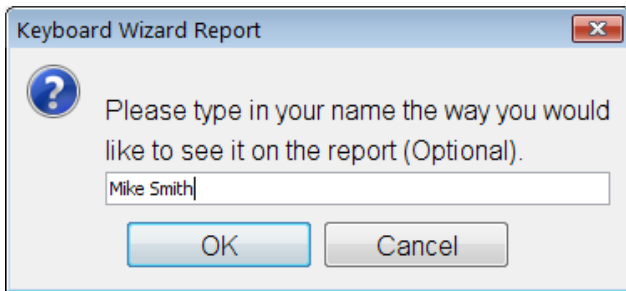 Keyboard Wizard Report
Please type in your name the way you would
like to see it on the report (Optional).
Mike Smith
OK Cancel